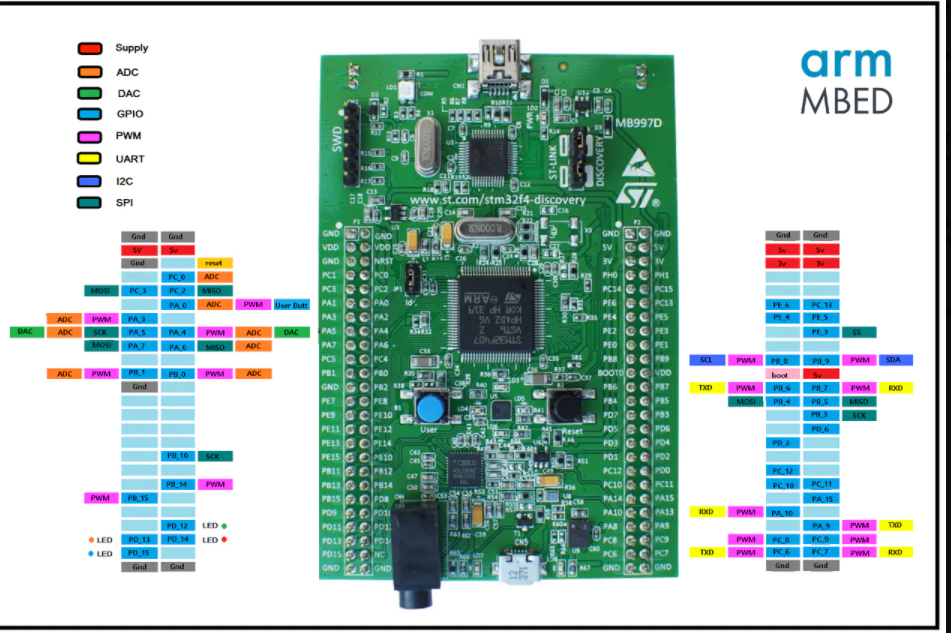 Supply
ADC
DAC
GPIO
PWM
UART
I2C
SPI
arm
MBED
SWD
COM
PWR
MB997D
ST-LINK
DISCOVERY
www.st.com/stm32f4-discovery
Gnd Gnd
5V 5v
Gnd reset
PC_0 ADC
MOSI PC_3 PC_2 MISO
PA_0 ADC PWM User Butt
ADC PWM PA_3
DAC ADC SCK PA_5 PA_4 PWM ADC DAC
MOSI PA_7 PA_6 MISO ADC
ADC PWM PB_1 PB_0 PWM ADC
Gnd
PB_10 SCK
PB_14 PWM
PWM PB_15
PD_12 LED
LED PD_13 PD_14 LED
LED PD_15
Gnd Gnd
P1
GND GND
VDD VDD
GND NRST
PC1 PC0
PC3 PC2
PA1 PA0
PA3 PA2
PA5 PA4
PA7 PA6
PC5 PC4
PB1 PB0
GND PB2
PE7 PE8
PE9 PE10
PE11 PE12
PE13 PE14
PE15 PB10
PB11 PB12
PB13 PB14
PB15 PD8
PD9
PD11
PD13
PD15 NC
GND GND
8.000
ARM
STM32F407
User
Reset
CN5
P2
GND GND
5V 5V
3V 3V
PH0 PH1
PC14
PE6
PE4 PE5
PE2 PE3
PE0 PE1
PB8 PB9
BOOT0 VDD
PB6 PB7
PB4 PB5
PD7 PB3
PD5 PD6
PD3 PD4
PD1 PD2
PC12 PD0
PC10 PC11
PA14 PA15
PA10 PA13
PA8 PA9
PC8 PC9
PC6 PC7
GND GND
Gnd Gnd
5v 5v
3v 3v
PE_6 PC_13
PE_4 PE_5
PE_3 SS
SCL PWM PB_8 PB_9 PWM SDA
boot 5v
TXD PWM PB_6 PB_7 PWM RXD
MOSI PB_4 PB_5 MISO
PB_3 SCK
PD_6
PD_3
PC_12
PC_10 PC_11
PA_15
RXD PWM PA_10
PA_9 PWM TXD
PWM PC_8 PC_9 PWM
TXD PWM PC_6 PC_7 PWM RXD
Gnd Gnd